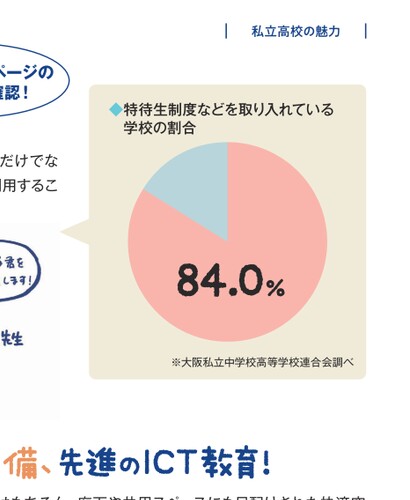 私立高校の魅力
ページの
確認！
◆特待生制度などを取り入れている
学校の割合
だけでな
用するこ
84.0%
君を
します!
先生
※大阪私立中学校高等学校連合会調べ
備、先進のICT教育!